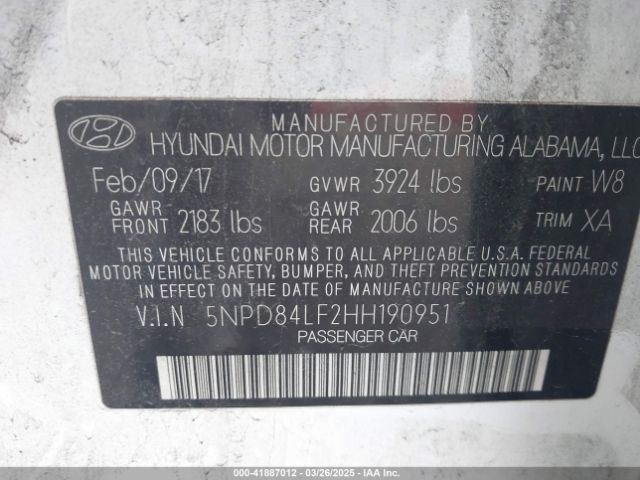 MANUFACTURED BY
HYUNDAI MOTOR MANUFACTURING ALABAMA, LLC
Feb/09/17 GVWR 3924 lbs PAINT W8
GAWR FRONT 2183 lbs GAWR REAR 2006 lbs TRIM XA
THIS VEHICLE CONFORMS TO ALL APPLICABLE U.S.A. FEDERAL
MOTOR VEHICLE SAFETY, BUMPER, AND THEFT PREVENTION
STANDARDS IN EFFECT ON THE DATE OF MANUFACTURE SHOWN ABOVE
V.I.N 5NPD84LF2HH190951
PASSENGER CAR
000-41887012 • 03/26/2025 • IAA Inc.